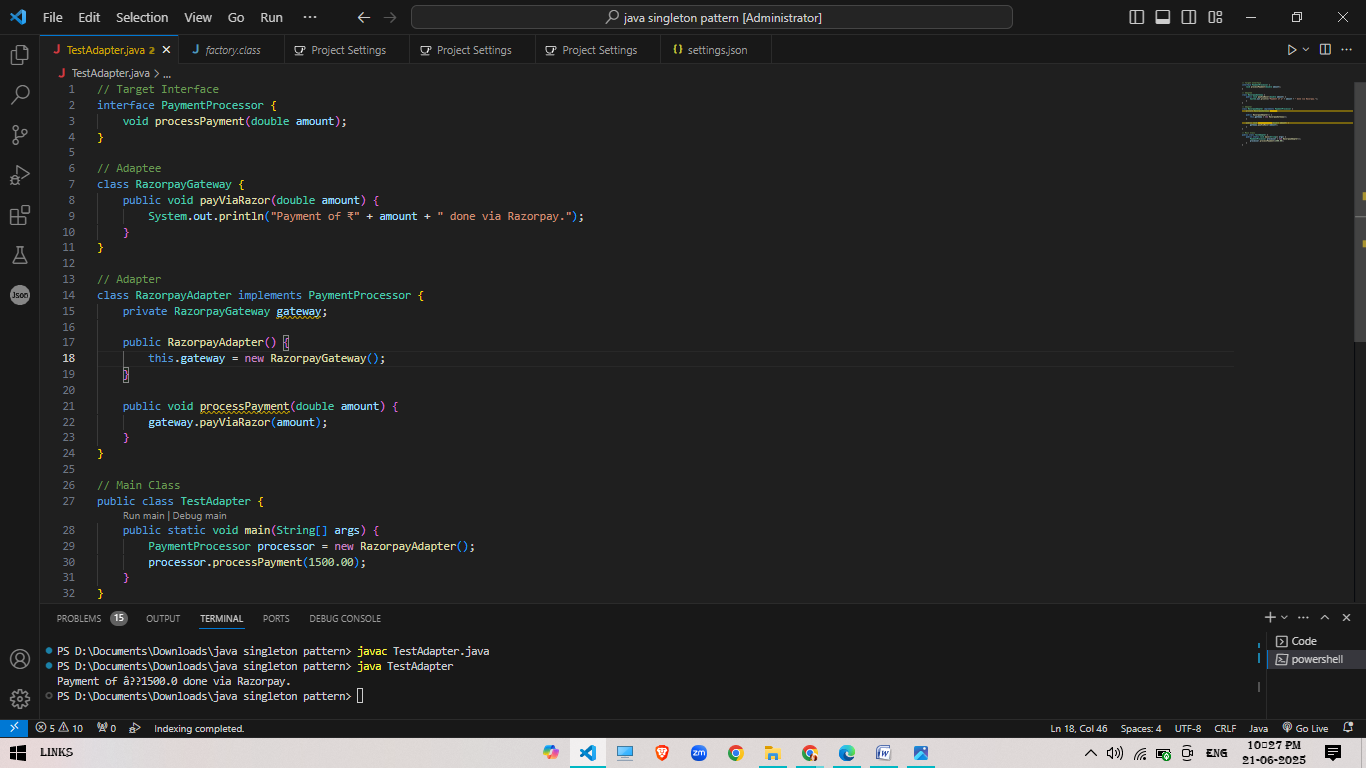 File Edit Selection View Go Run ··· java singleton pattern [Administrator]
TestAdapter.java 2 factory.class Project Settings Project Settings Project Settings settings.json
TestAdapter.java > ...
1 // Target Interface
2 interface PaymentProcessor {
3 void processPayment(double amount);
4 }
5
6 // Adaptee
7 class RazorpayGateway {
8 public void payViaRazor(double amount) {
9 System.out.println("Payment of ₹" + amount + " done via Razorpay.");
10 }
11 }
12
13 // Adapter
14 class RazorpayAdapter implements PaymentProcessor {
15 private RazorpayGateway gateway;
16
17 public RazorpayAdapter() {
18 this.gateway = new RazorpayGateway();
19 }
20
21 public void processPayment(double amount) {
22 gateway.payViaRazor(amount);
23 }
24 }
25
26 // Main Class
27 public class TestAdapter {
Run main | Debug main
28 public static void main(String[] args) {
29 PaymentProcessor processor = new RazorpayAdapter();
30 processor.processPayment(1500.00);
31 }
32 }
Json
PROBLEMS 15 OUTPUT TERMINAL PORTS DEBUG CONSOLE
PS D:\Documents\Downloads\java singleton pattern> javac TestAdapter.java
PS D:\Documents\Downloads\java singleton pattern> java TestAdapter
Payment of â??1500.0 done via Razorpay.
PS D:\Documents\Downloads\java singleton pattern>
Code
powershell
5 10 0 Indexing completed. Ln 18, Col 46 Spaces: 4 UTF-8 CRLF Java Go Live
LINKS zm W ENG 10:27 PM
21-06-2025